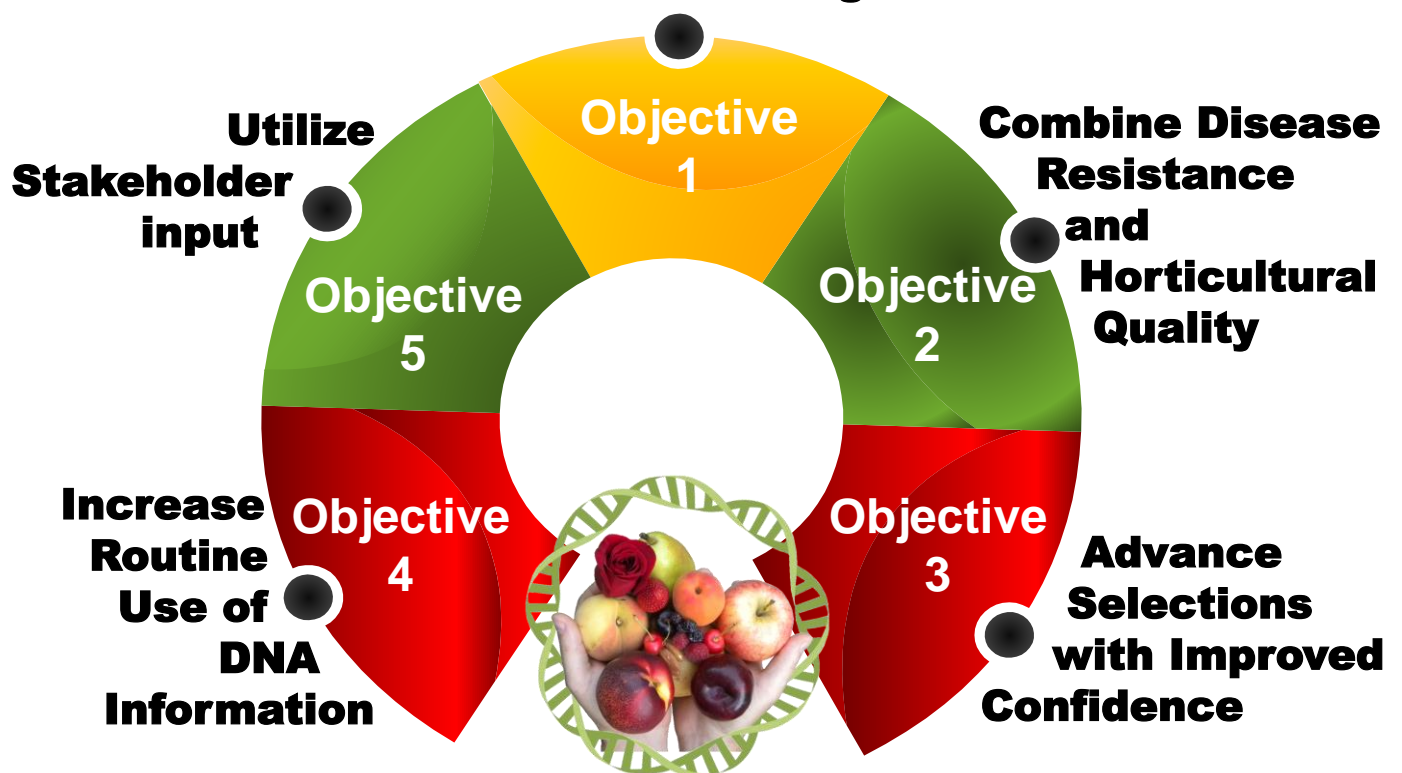 Objective
1
Combine Disease
Resistance
and
Horticultural
Quality
Objective
2
Objective
3
Advance
Selections
with Improved
Confidence
Objective
4
Increase
Routine
Use of
DNA
Information
Objective
5
Utilize
Stakeholder
input